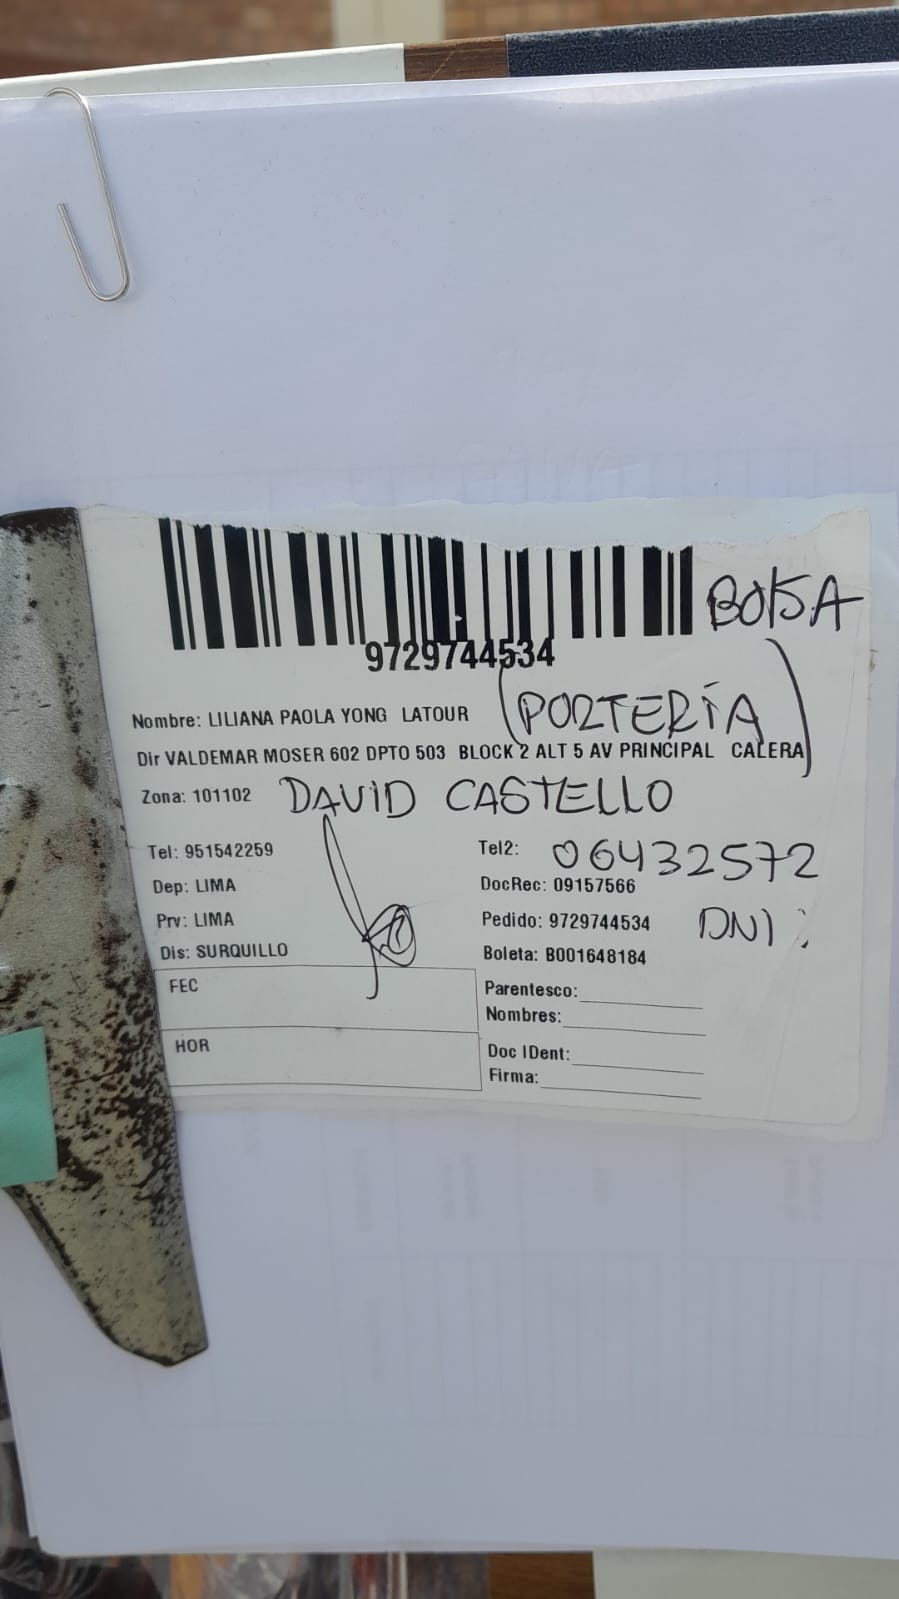 BOLSA
9729744534
Nombre: LILIANA PAOLA YONG LATOUR
(PORTERÍA)
Dir VALDEMAR MOSER 602 DPTO 503 BLOCK 2 ALT 5 AV PRINCIPAL CALERA
Zona: 101102
DAVID CASTELLO
Tel: 951542259
Tel2: 06432572
Dep: LIMA
DocRec: 09157566
Prv: LIMA
Pedido: 9729744534
DNI :
Dis: SURQUILLO
Boleta: B001648184
FEC
Parentesco:
Nombres:
HOR
Doc IDent:
Firma: